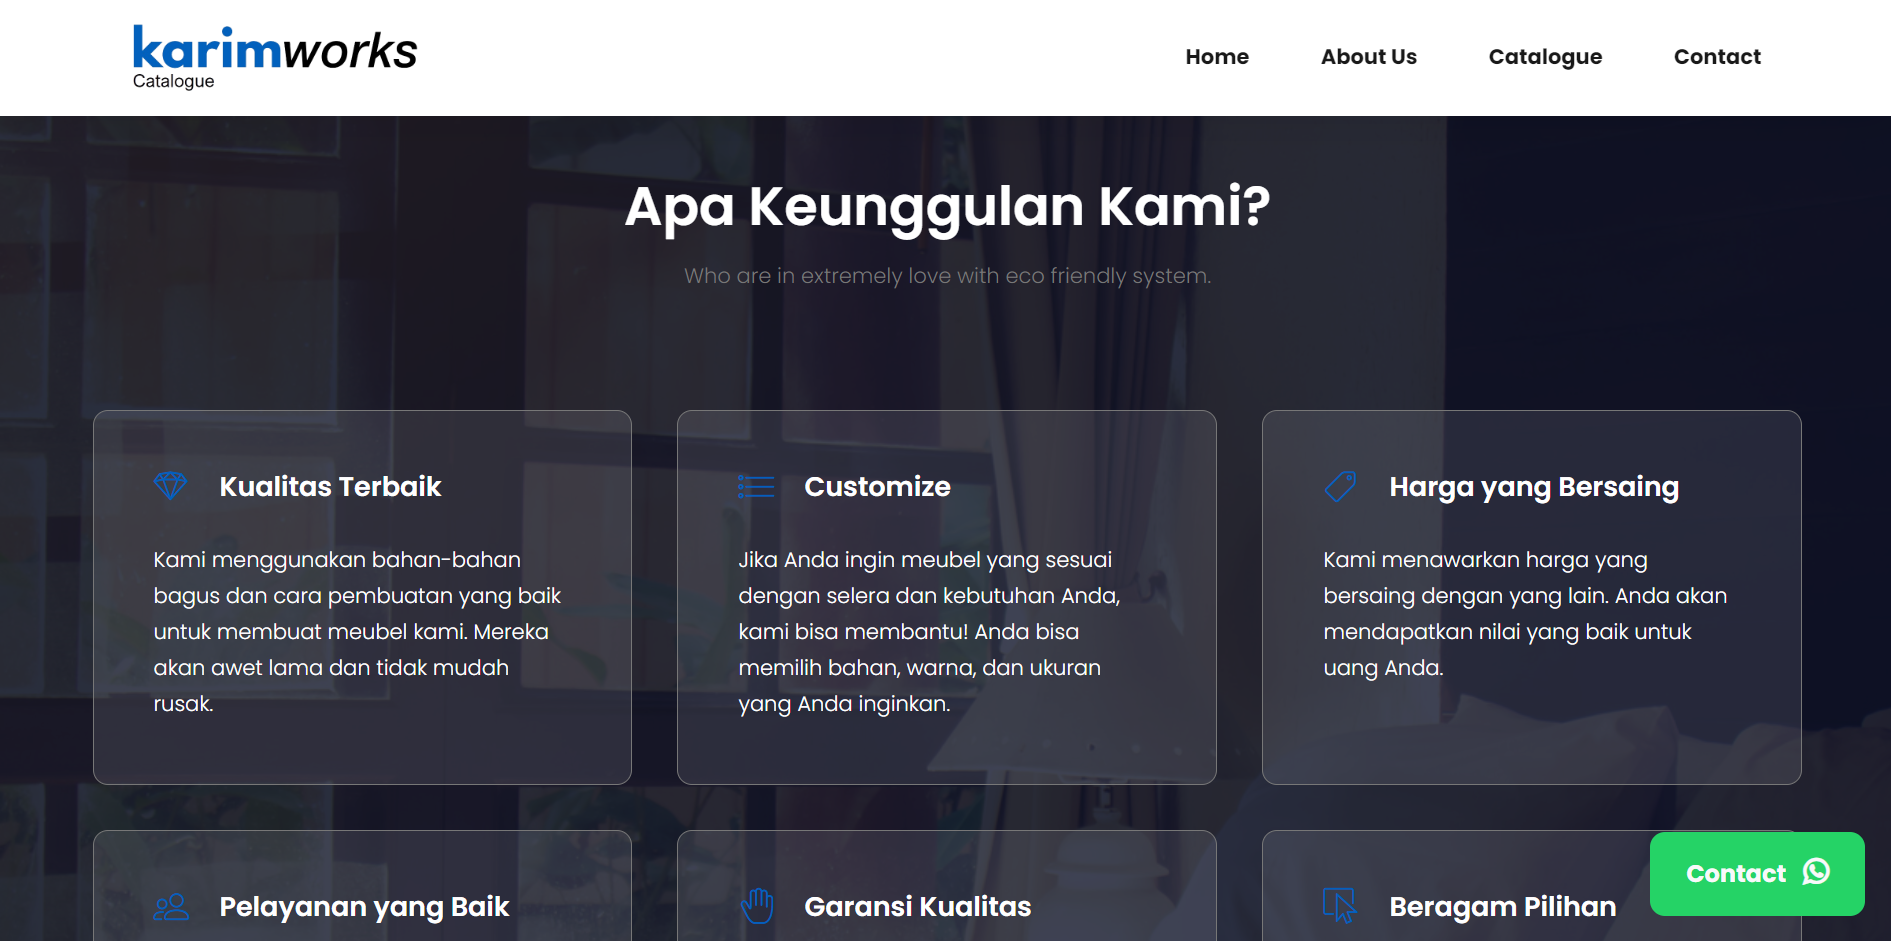 karimworks
Catalogue
Home
About Us
Catalogue
Contact
Apa Keunggulan Kami?
Who are in extremely love with eco friendly system.
Kualitas Terbaik
Kami menggunakan bahan-bahan
bagus dan cara pembuatan yang baik
untuk membuat meubel kami. Mereka
akan awet lama dan tidak mudah
rusak.
Customize
Jika Anda ingin meubel yang sesuai
dengan selera dan kebutuhan Anda,
kami bisa membantu! Anda bisa
memilih bahan, warna, dan ukuran
yang Anda inginkan.
Harga yang Bersaing
Kami menawarkan harga yang
bersaing dengan yang lain. Anda akan
mendapatkan nilai yang baik untuk
uang Anda.
Pelayanan yang Baik
Garansi Kualitas
Beragam Pilihan
Contact